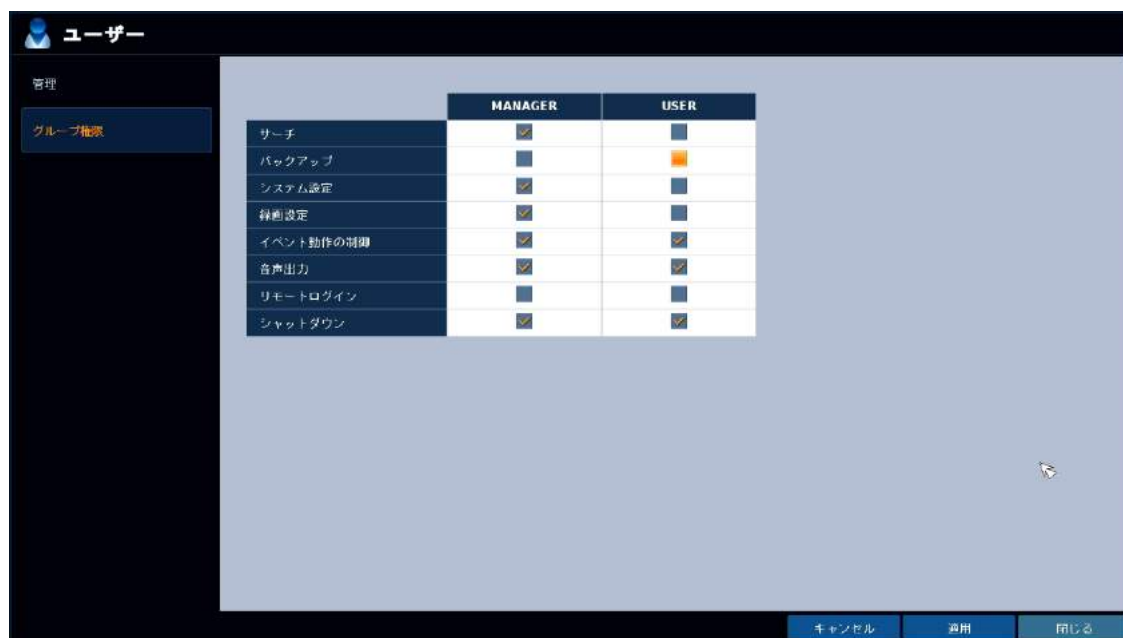 ユーザー
管理
グループ権限
MANAGER USER
サーチ
バックアップ
システム設定
録画設定
イベント動作の制御
音声出力
リモートログイン
シャットダウン
キャンセル 適用 閉じる